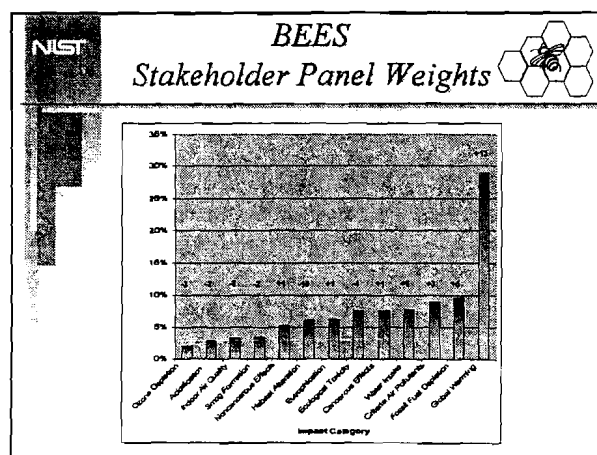 NIST
BEES
Stakeholder Panel Weights
35%
30%
25%
20%
15%
10%
5%
0%
Ozone Depletion
Acidification
Indoor Air Quality
Smog Formation
Noncancerous Effects
Habitat Alteration
Eutrophication
Ecological Toxicity
Cancerous Effects
Water Intake
Criteria Air Pollutants
Fossil Fuel Depletion
Global Warming
Impact Category